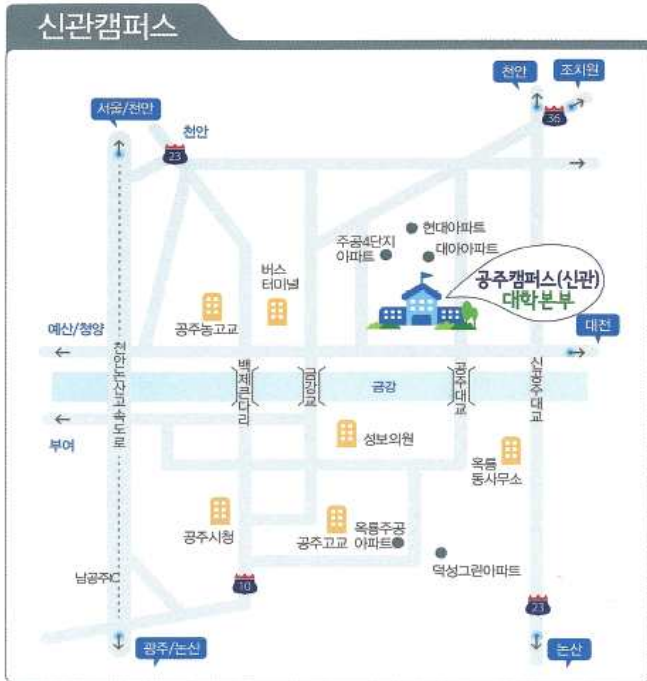 신관캠퍼스
천안
조치원
서울/천안
36
천안
23
현대아파트
주공4단지
아파트
대아아파트
버스
터미널
공주캠퍼스(신관)
대학본부
공주농고교
예산/청양
대전
천안논산고속도로
백제큰다리
금강교
금강
공주대교
신공주대교
부여
성보의원
옥룡
동사무소
공주시청
공주고교
옥룡주공
아파트
덕성그린아파트
남공주IC
10
23
광주/논산
논산